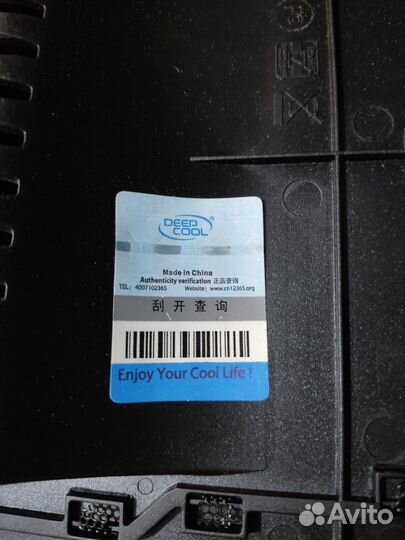 DEEP
COOL
Made in China
Authenticity verification 正品查询
TEL: 4007102365 Website: www.cn12365.org
刮开查询
Enjoy Your Cool Life !
Avito